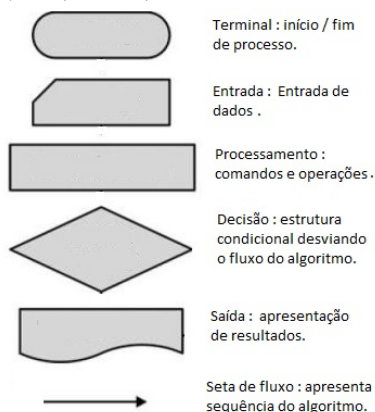 Terminal : início / fim
de processo.
Entrada : Entrada de
dados .
Processamento :
comandos e operações.
Decisão : estrutura
condicional desviando
o fluxo do algoritmo.
Saída : apresentação
de resultados.
Seta de fluxo : apresenta
sequência do algoritmo.